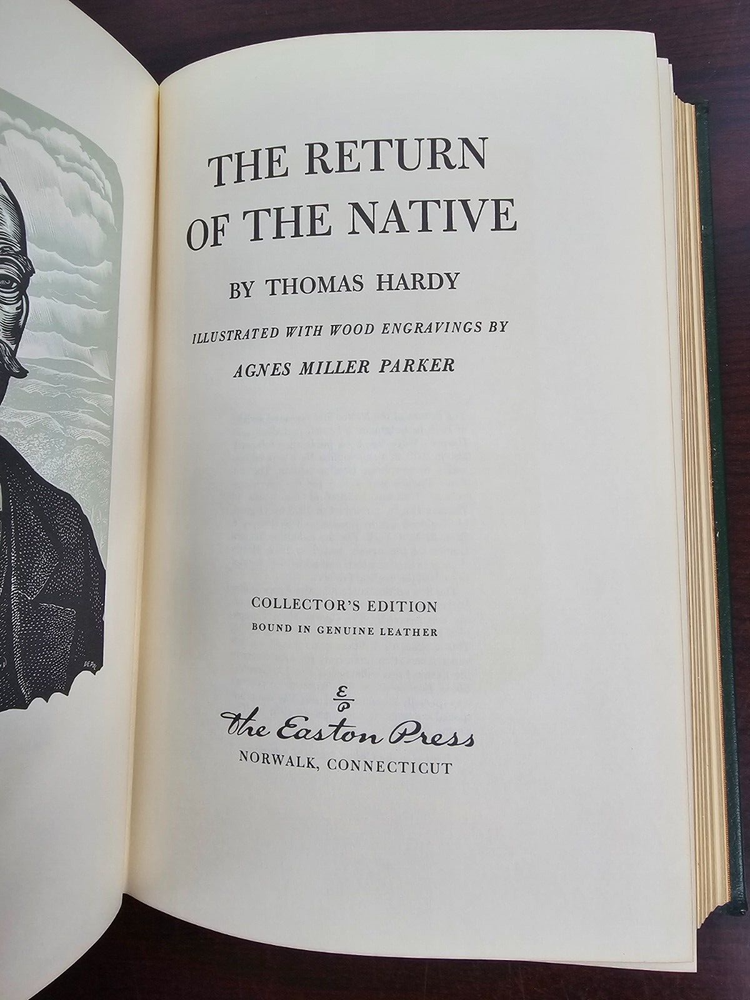 THE RETURN
OF THE NATIVE
BY THOMAS HARDY
ILLUSTRATED WITH WOOD ENGRAVINGS BY
AGNES MILLER PARKER
COLLECTOR'S EDITION
BOUND IN GENUINE LEATHER
E
P
The Easton Press
NORWALK, CONNECTICUT